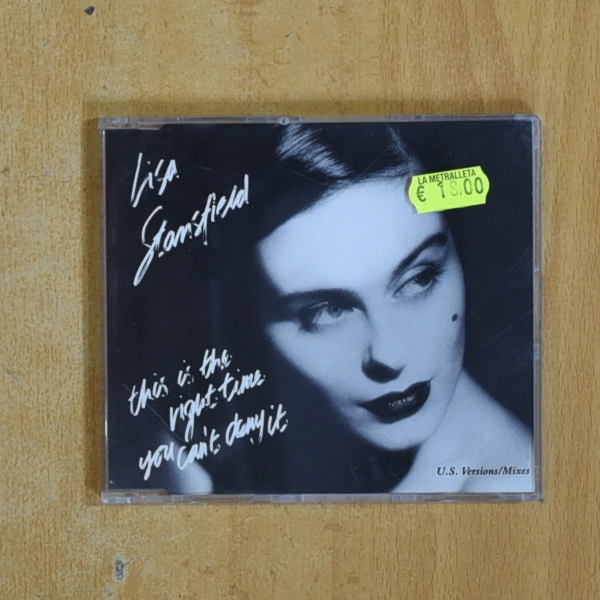 Lisa
Stansfield
LA METRALLETA
€ 18.00
this is the
right time
you can't deny it
U.S. Versions/Mixes